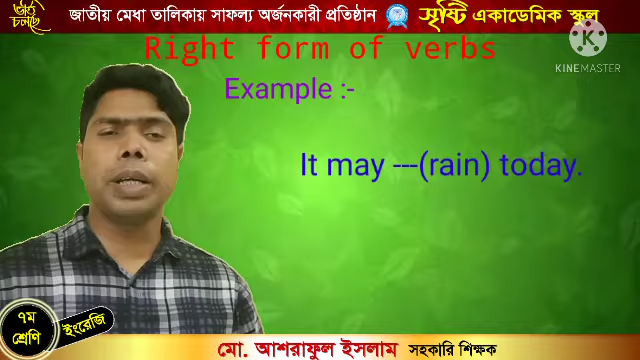 পাঠ চলছে
জাতীয় মেধা তালিকায় সাফল্য অর্জনকারী প্রতিষ্ঠান সৃষ্টি একাডেমিক স্কুল
Right form of verbs
KINEMASTER
Example :-
It may ---(rain) today.
৭ম
শ্রেণি
ইংরেজি
মো. আশরাফুল ইসলাম সহকারি শিক্ষক